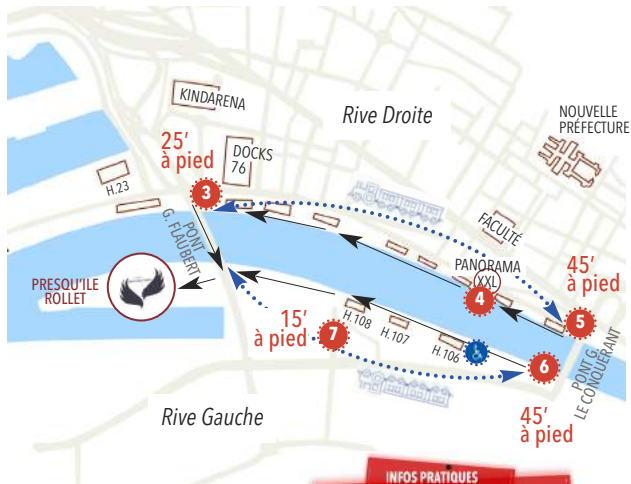 KINDARENA
Rive Droite
NOUVELLE
PRÉFECTURE
25'
à pied
DOCKS
76
H.23
3
PONT
G. FLAUBERT
FACULTÉ
PANORAMA
XXL
45'
à pied
4
5
PRESQU'ILE
ROLLET
15'
à pied
7
H.108
H.107
H.106
6
PONT G.
LE CONQUÉRANT
Rive Gauche
45'
à pied
INFOS PRATIQUES